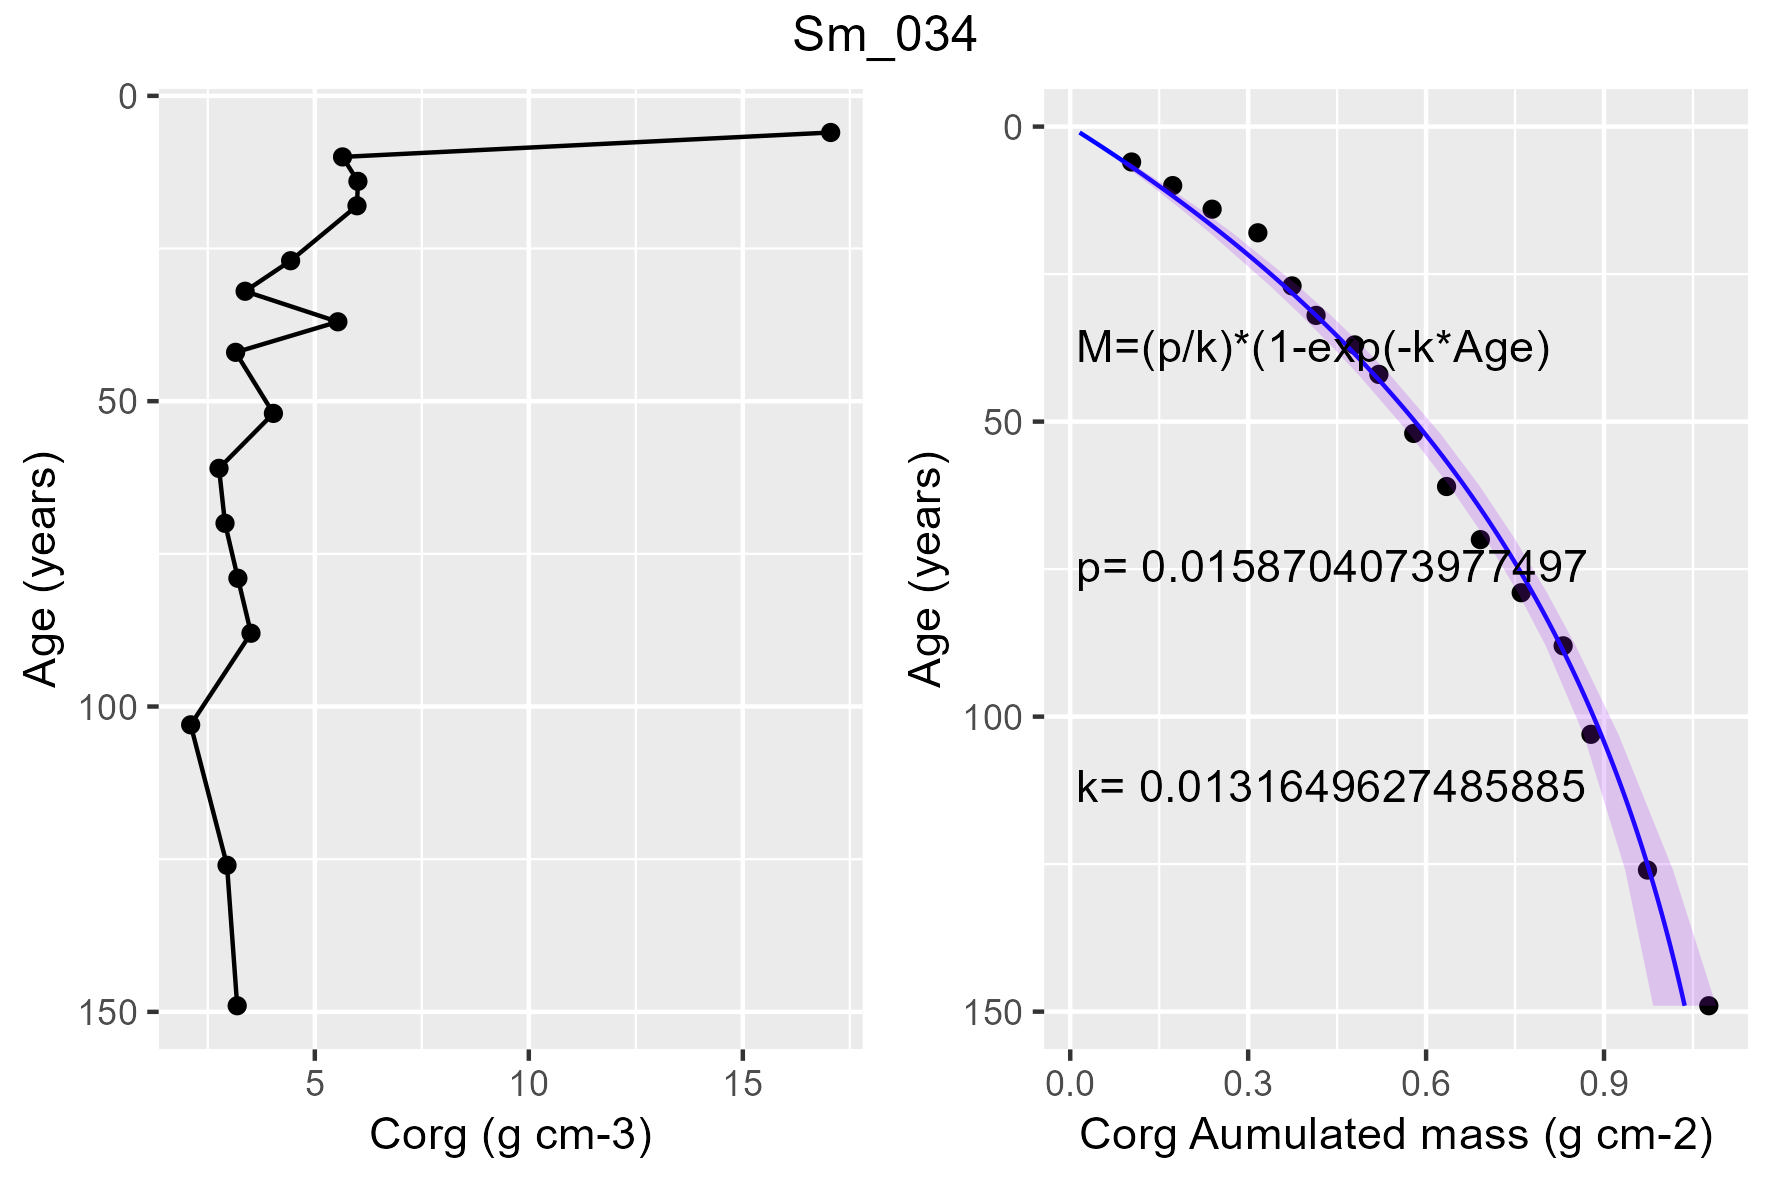 Sm_034
0
50
100
150
Age (years)
5
10
15
Corg (g cm-3)
0
50
100
150
Age (years)
M=(p/k)*(1-exp(-k*Age)
p= 0.0158704073977497
k= 0.0131649627485885
0.0
0.3
0.6
0.9
Corg Aumulated mass (g cm-2)